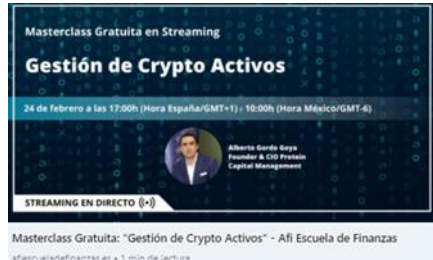 Masterclass Gratuita en Streaming
Gestión de Crypto Activos
24 de febrero a las 17:00h (Hora España/GMT+1) - 10:00h (Hora México/GMT-6)
Alberto Gordo Goya
Founder & CIO Protein
Capital Management
STREAMING EN DIRECTO
Masterclass Gratuita: "Gestión de Crypto Activos" - Afi Escuela de Finanzas
afiescueladefinanzas.es • 1 min de lectura